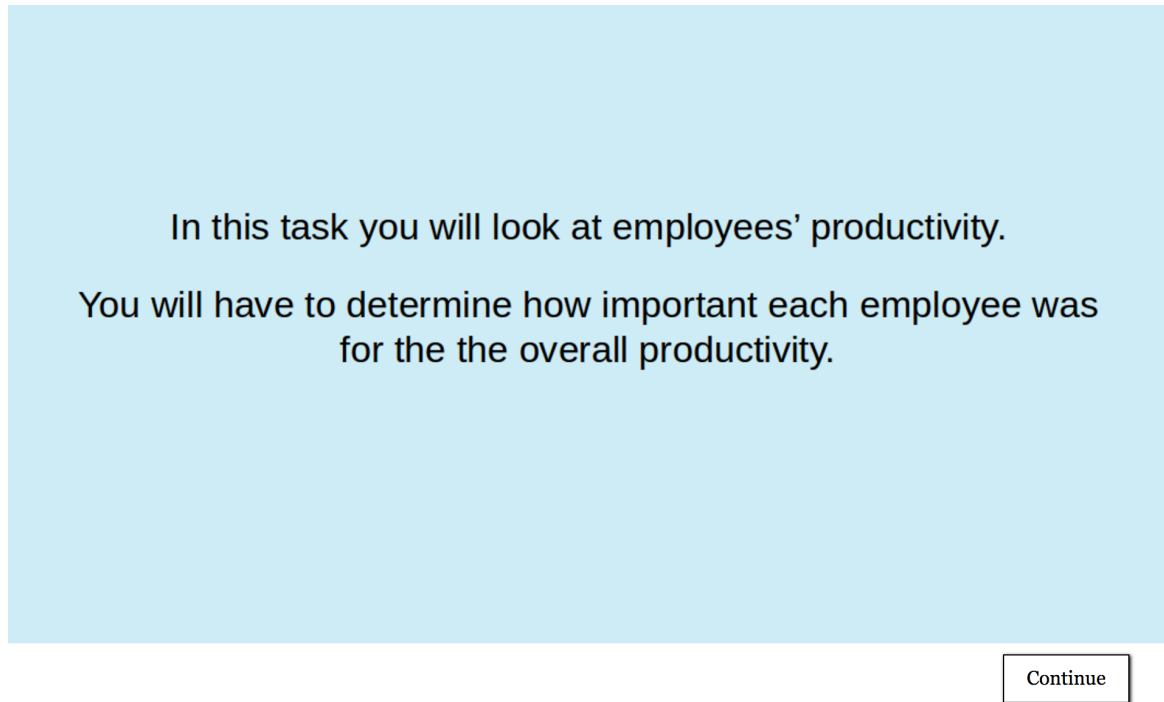 In this task you will look at employees’ productivity.
You will have to determine how important each employee was
for the the overall productivity.
Continue